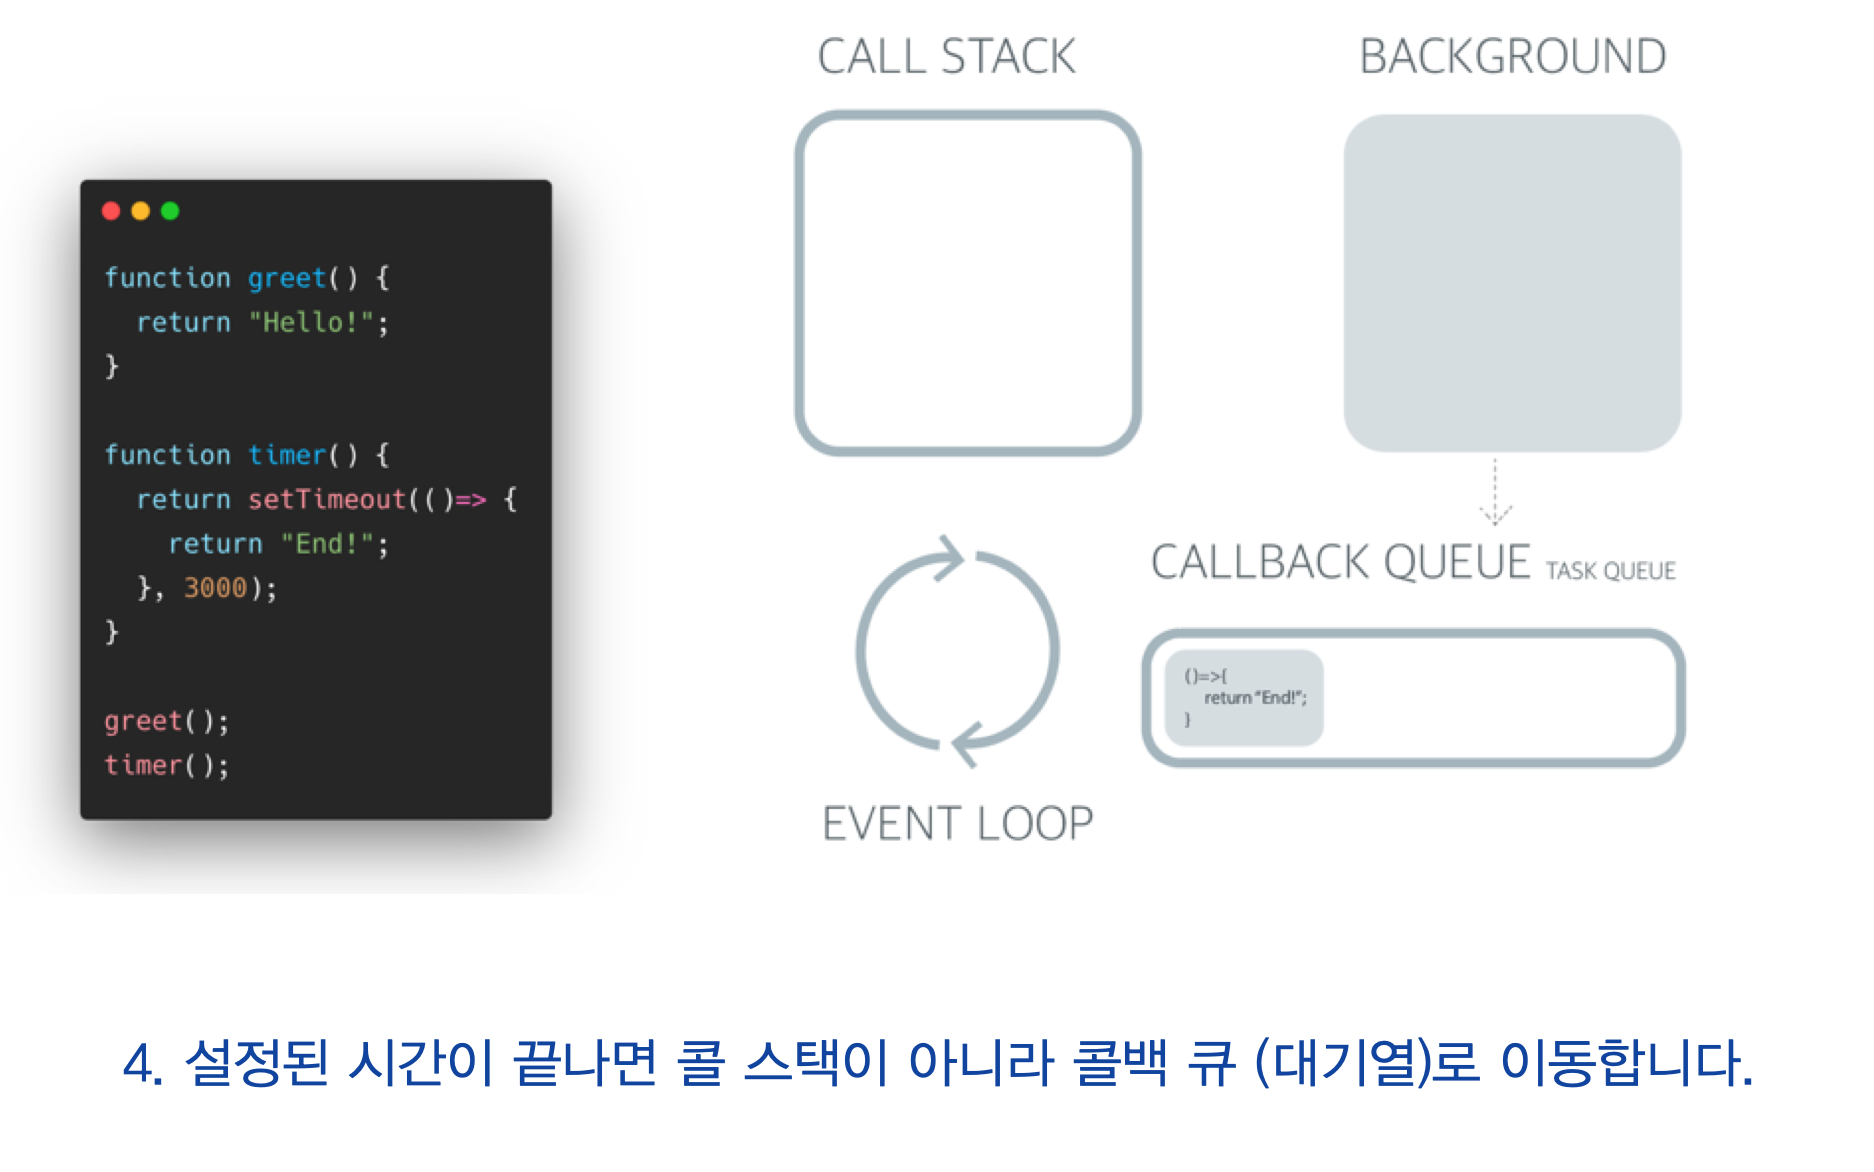 function greet() {
  return "Hello!";
}
function timer() {
  return setTimeout(()=> {
    return "End!";
  }, 3000);
}
greet();
timer();
CALL STACK
BACKGROUND
CALLBACK QUEUE TASK QUEUE
()=>{
return “End!”;
}
EVENT LOOP
4. 설정된 시간이 끝나면 콜 스택이 아니라 콜백 큐 (대기열)로 이동합니다.